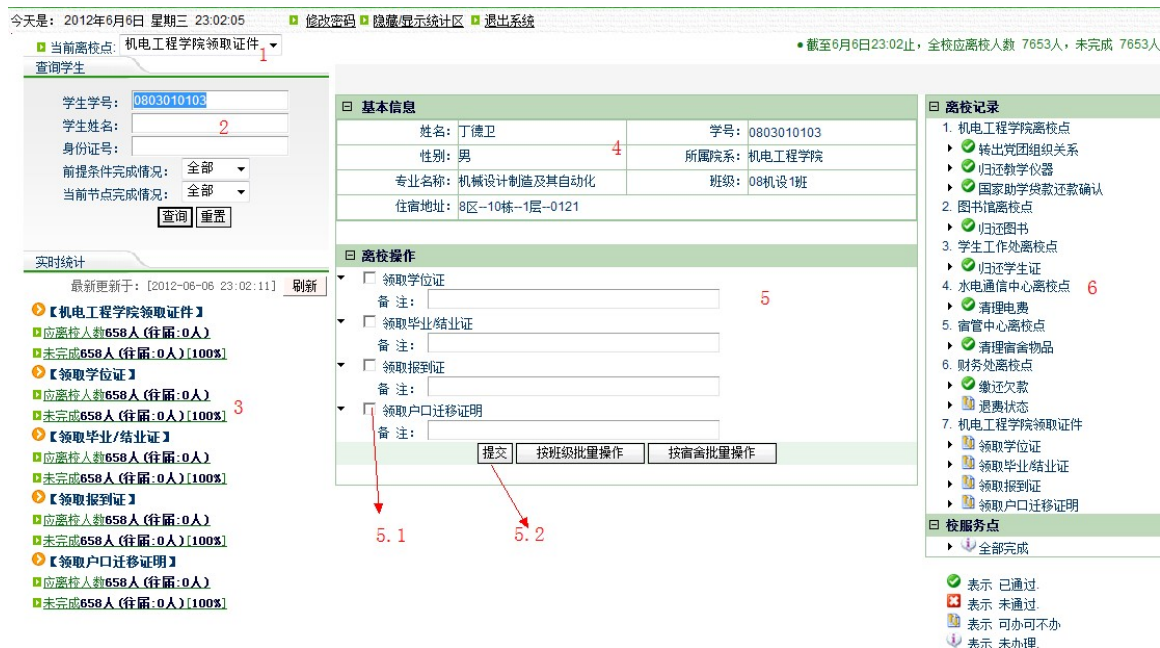 今天是: 2012年6月6日 星期三 23:02:05 修改密码 隐藏/显示统计区 退出系统
当前离校点: 机电工程学院领取证件 1
●截至6月6日23:02止，全校应离校人数 7653人，未完成 7653人
查询学生
学生学号: 0803010103
学生姓名: 2
身份证号:
前提条件完成情况: 全部
当前节点完成情况: 全部
查询 重置
实时统计
最新更新于: [2012-06-06 23:02:11] 刷新
【机电工程学院领取证件】
应离校人数658人(往届:0人)
未完成658人(往届:0人)[100%]
【领取学位证】
应离校人数658人(往届:0人)
未完成658人(往届:0人)[100%] 3
【领取毕业/结业证】
应离校人数658人(往届:0人)
未完成658人(往届:0人)[100%]
【领取报到证】
应离校人数658人(往届:0人)
未完成658人(往届:0人)[100%]
【领取户口迁移证明】
应离校人数658人(往届:0人)
未完成658人(往届:0人)[100%]
基本信息
姓名: 丁德卫 学号: 0803010103
性别: 男 4 所属院系: 机电工程学院
专业名称: 机械设计制造及其自动化 班级: 08机设1班
住宿地址: 8区--10栋--1层--0121
离校操作
领取学位证
备 注: 5
领取毕业/结业证
备 注:
领取报到证
备 注:
领取户口迁移证明
备 注:
提交 按班级批量操作 按宿舍批量操作
5.1 5.2
离校记录
1. 机电工程学院离校点
转出党团组织关系
归还教学仪器
国家助学贷款还款确认
2. 图书馆离校点
归还图书
3. 学生工作处离校点
归还学生证
4. 水电通信中心离校点 6
清理电费
5. 宿管中心离校点
清理宿舍物品
6. 财务处离校点
缴还欠款
退费状态
7. 机电工程学院领取证件
领取学位证
领取毕业/结业证
领取报到证
领取户口迁移证明
校服务点
全部完成
表示 已通过.
表示 未通过.
表示 可办可不办
表示 未办理.